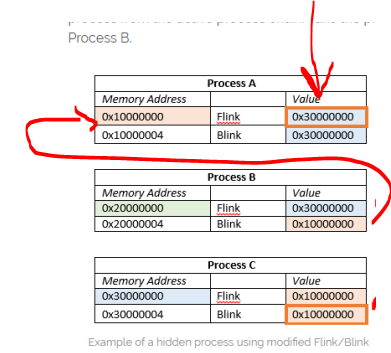 Process B.
Process A
Memory Address Value
0x10000000 Flink 0x30000000
0x10000004 Blink 0x30000000
Process B
Memory Address Value
0x20000000 Flink 0x30000000
0x20000004 Blink 0x10000000
Process C
Memory Address Value
0x30000000 Flink 0x10000000
0x30000004 Blink 0x10000000
Example of a hidden process using modified Flink/Blink